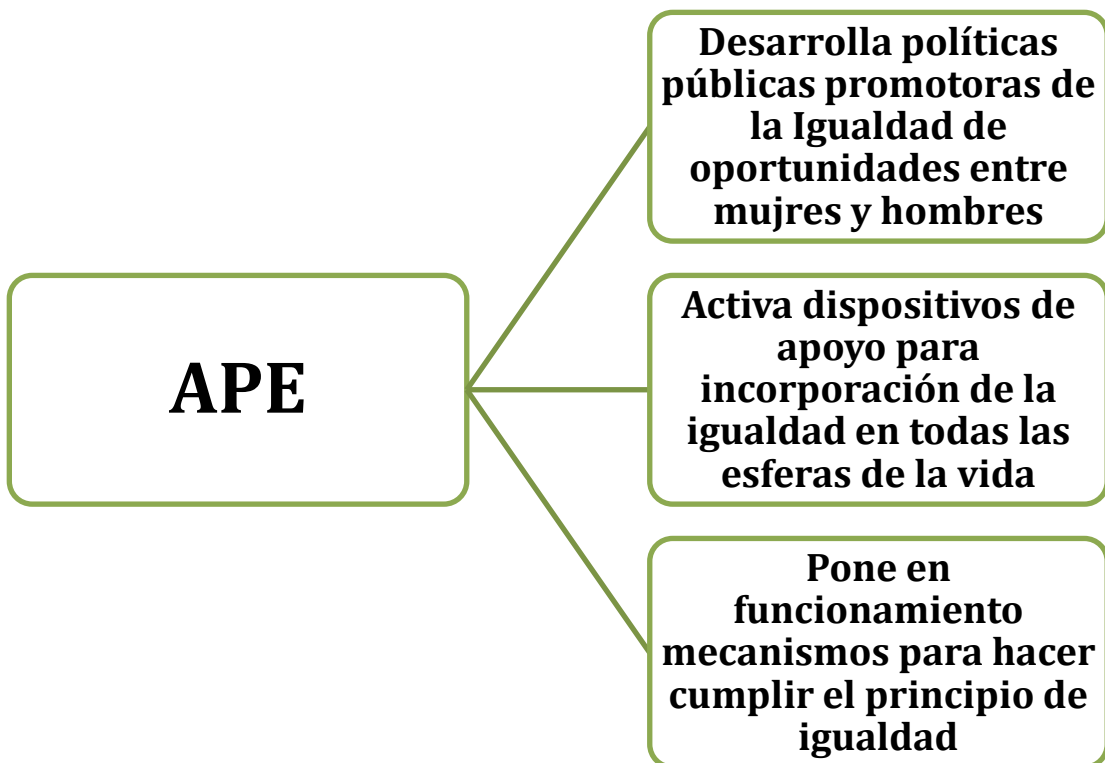 APE
Desarrolla políticas
públicas promotoras de
la Igualdad de
oportunidades entre
mujres y hombres
Activa dispositivos de
apoyo para
incorporación de la
igualdad en todas las
esferas de la vida
Pone en
funcionamiento
mecanismos para hacer
cumplir el principio de
igualdad